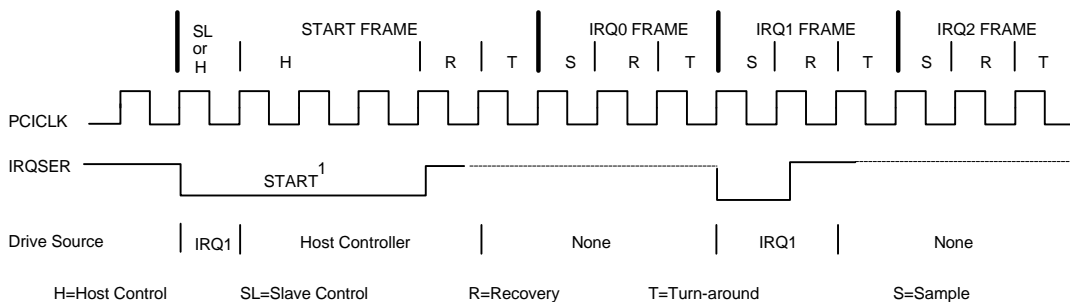 SL
or
H
START FRAME
IRQ0 FRAME
IRQ1 FRAME
IRQ2 FRAME
H
R
T
S
R
T
S
R
T
S
R
T
PCICLK
IRQSER
START1
Drive Source
IRQ1
Host Controller
None
IRQ1
None
H=Host Control
SL=Slave Control
R=Recovery
T=Turn-around
S=Sample